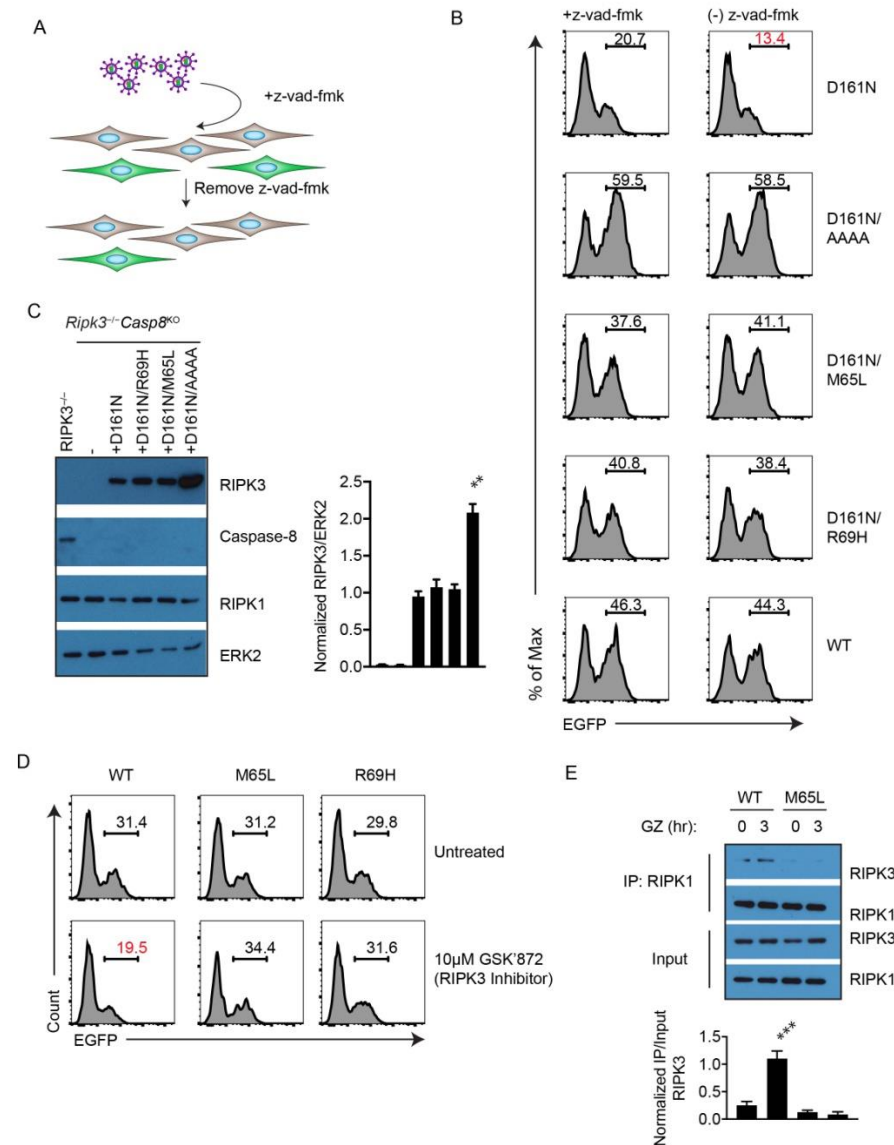 A
+z-vad-fmk
Remove z-vad-fmk
B
+z-vad-fmk
(-) z-vad-fmk
20.7
13.4
D161N
59.5
58.5
D161N/
AAAA
37.6
41.1
D161N/
M65L
40.8
38.4
D161N/
R69H
46.3
44.3
WT
% of Max
EGFP
C
Ripk3–/–Casp8KO
RIPK3–/–
-
+D161N
+D161N/R69H
+D161N/M65L
+D161N/AAAA
RIPK3
Caspase-8
RIPK1
ERK2
Normalized RIPK3/ERK2
2.5
2.0
1.5
1.0
0.5
0.0
**
D
WT
M65L
R69H
31.4
31.2
29.8
Untreated
19.5
34.4
31.6
10µM GSK'872
(RIPK3 Inhibitor)
Count
EGFP
E
WT
M65L
GZ (hr):
0
3
0
3
IP: RIPK1
RIPK3
RIPK1
Input
RIPK3
RIPK1
Normalized IP/Input
RIPK3
1.5
1.0
0.5
0.0
***